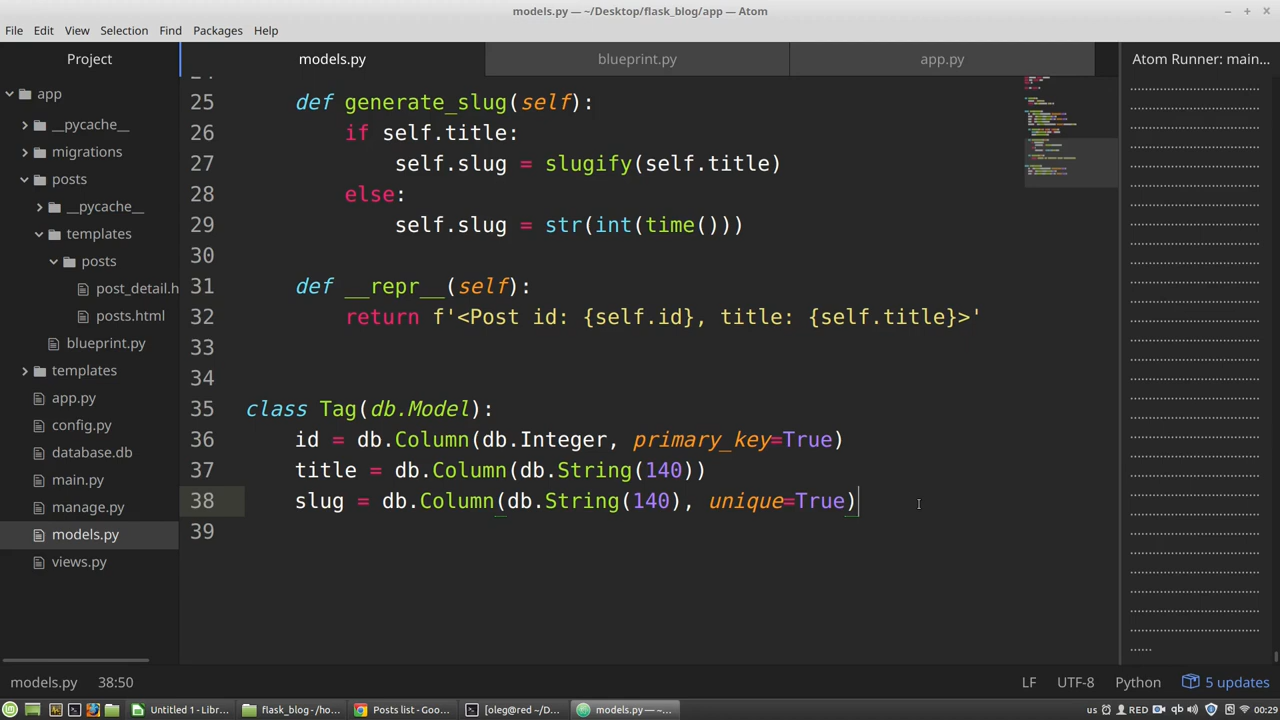 models.py — ~/Desktop/flask_blog/app — Atom
File Edit View Selection Find Packages Help
Project
models.py
blueprint.py
app.py
Atom Runner: main...
app
__pycache__
migrations
posts
__pycache__
templates
posts
post_detail.h
posts.html
blueprint.py
templates
app.py
config.py
database.db
main.py
manage.py
models.py
views.py
24
25 def generate_slug(self):
26 if self.title:
27 self.slug = slugify(self.title)
28 else:
29 self.slug = str(int(time()))
30
31 def __repr__(self):
32 return f'<Post id: {self.id}, title: {self.title}>'
33
34
35 class Tag(db.Model):
36 id = db.Column(db.Integer, primary_key=True)
37 title = db.Column(db.String(140))
38 slug = db.Column(db.String(140), unique=True)
39
models.py 38:50 LF UTF-8 Python 5 updates
Untitled 1 - Libr... flask_blog - /ho... Posts list - Goo... [oleg@red ~/Des... models.py — ~... us RED 00:29